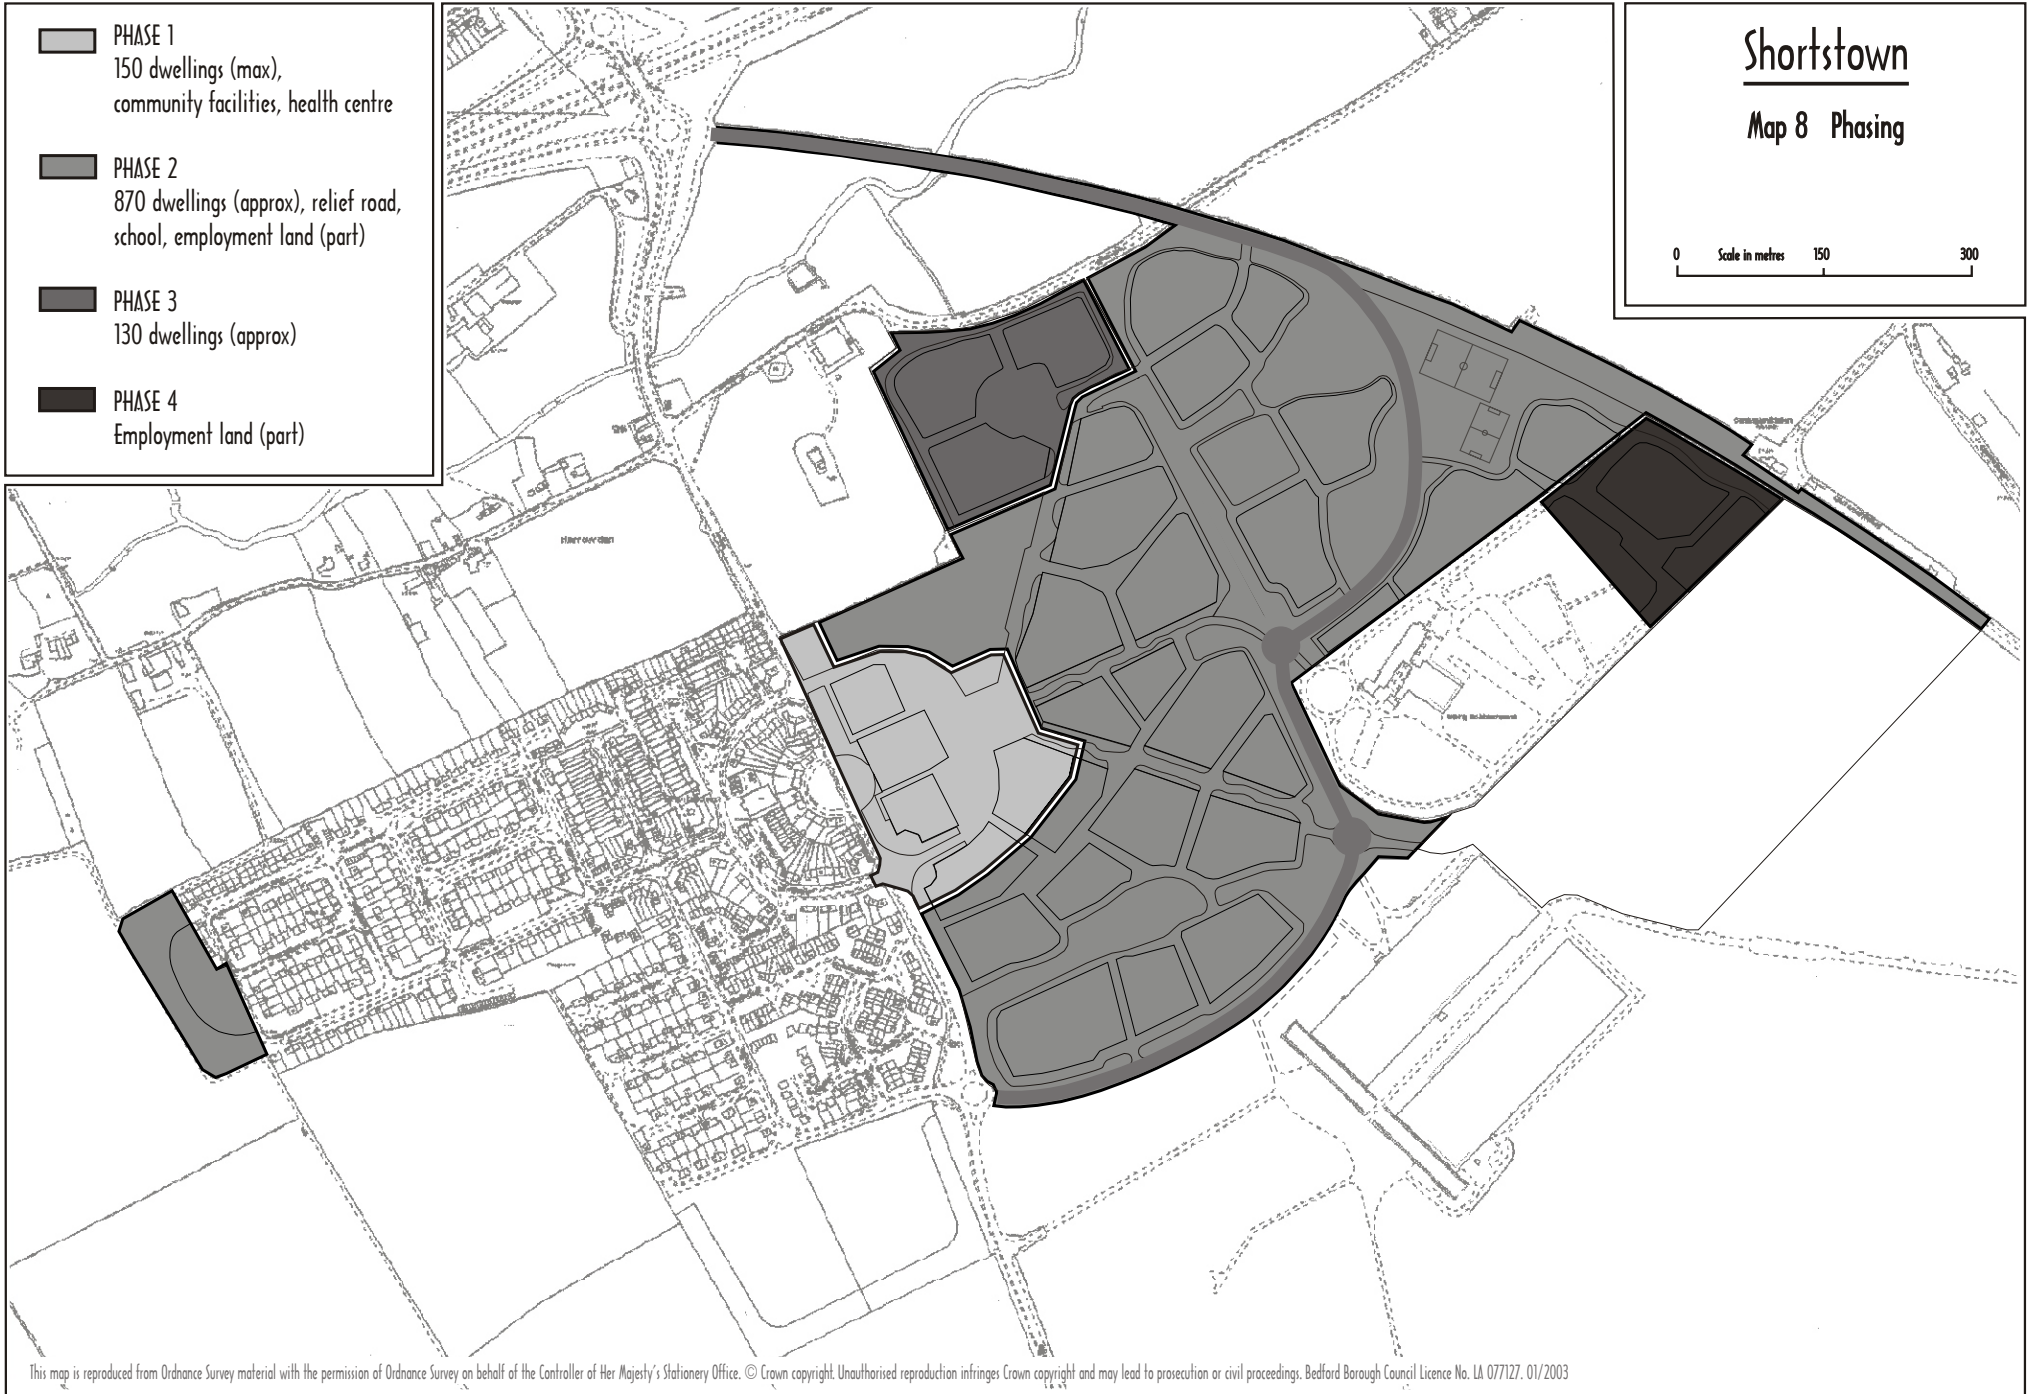 PHASE 1
150 dwellings (max),
community facilities, health centre
PHASE 2
870 dwellings (approx), relief road,
school, employment land (part)
PHASE 3
130 dwellings (approx)
PHASE 4
Employment land (part)
Shortstown
Map 8 Phasing
0 Scale in metres 150 300
This map is reproduced from Ordnance Survey material with the permission of Ordnance Survey on behalf of the Controller of Her Majesty's Stationery Office. © Crown copyright. Unauthorised reproduction infringes Crown copyright and may lead to prosecution or civil proceedings. Bedford Borough Council Licence No. LA 077127. 01/2003